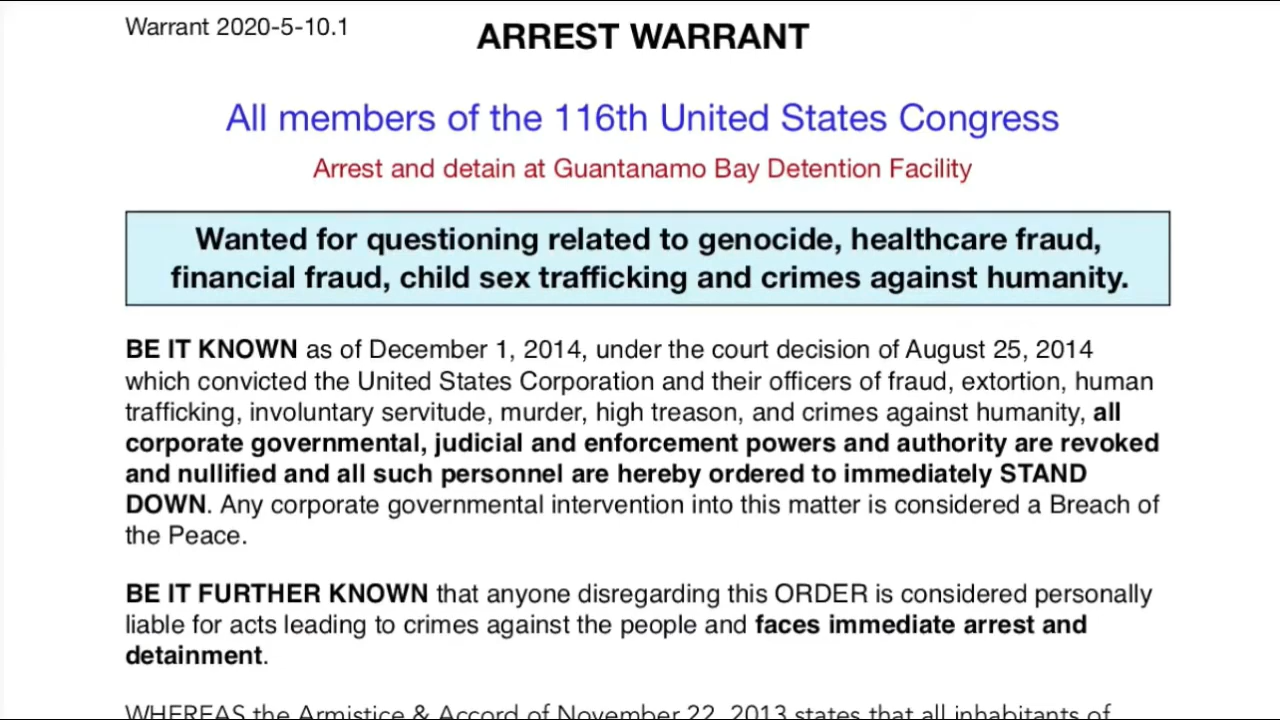 Warrant 2020-5-10.1
ARREST WARRANT
All members of the 116th United States Congress
Arrest and detain at Guantanamo Bay Detention Facility
Wanted for questioning related to genocide, healthcare fraud,
financial fraud, child sex trafficking and crimes against humanity.
BE IT KNOWN as of December 1, 2014, under the court decision of August 25, 2014
which convicted the United States Corporation and their officers of fraud, extortion, human
trafficking, involuntary servitude, murder, high treason, and crimes against humanity, all
corporate governmental, judicial and enforcement powers and authority are revoked
and nullified and all such personnel are hereby ordered to immediately STAND
DOWN. Any corporate governmental intervention into this matter is considered a Breach of
the Peace.
BE IT FURTHER KNOWN that anyone disregarding this ORDER is considered personally
liable for acts leading to crimes against the people and faces immediate arrest and
detainment.
WHEREAS the Armistice & Accord of November 22, 2013 states that all inhabitants of